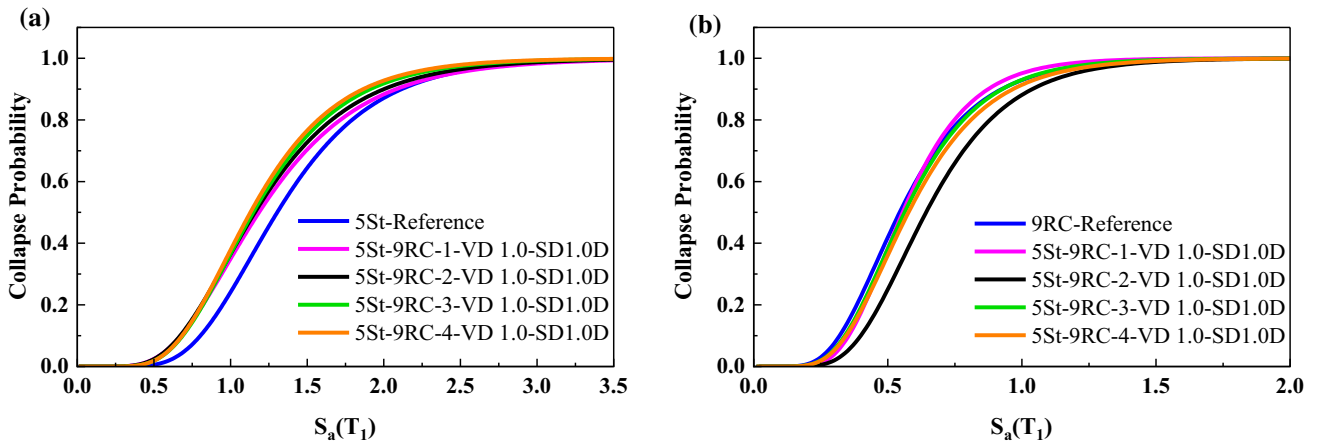 (a)
Collapse Probability
1.0
0.8
0.6
0.4
0.2
0.0
5St-Reference
5St-9RC-1-VD 1.0-SD1.0D
5St-9RC-2-VD 1.0-SD1.0D
5St-9RC-3-VD 1.0-SD1.0D
5St-9RC-4-VD 1.0-SD1.0D
0.0 0.5 1.0 1.5 2.0 2.5 3.0 3.5
Sa(T1)
(b)
Collapse Probability
1.0
0.8
0.6
0.4
0.2
0.0
9RC-Reference
5St-9RC-1-VD 1.0-SD1.0D
5St-9RC-2-VD 1.0-SD1.0D
5St-9RC-3-VD 1.0-SD1.0D
5St-9RC-4-VD 1.0-SD1.0D
0.0 0.5 1.0 1.5 2.0
Sa(T1)